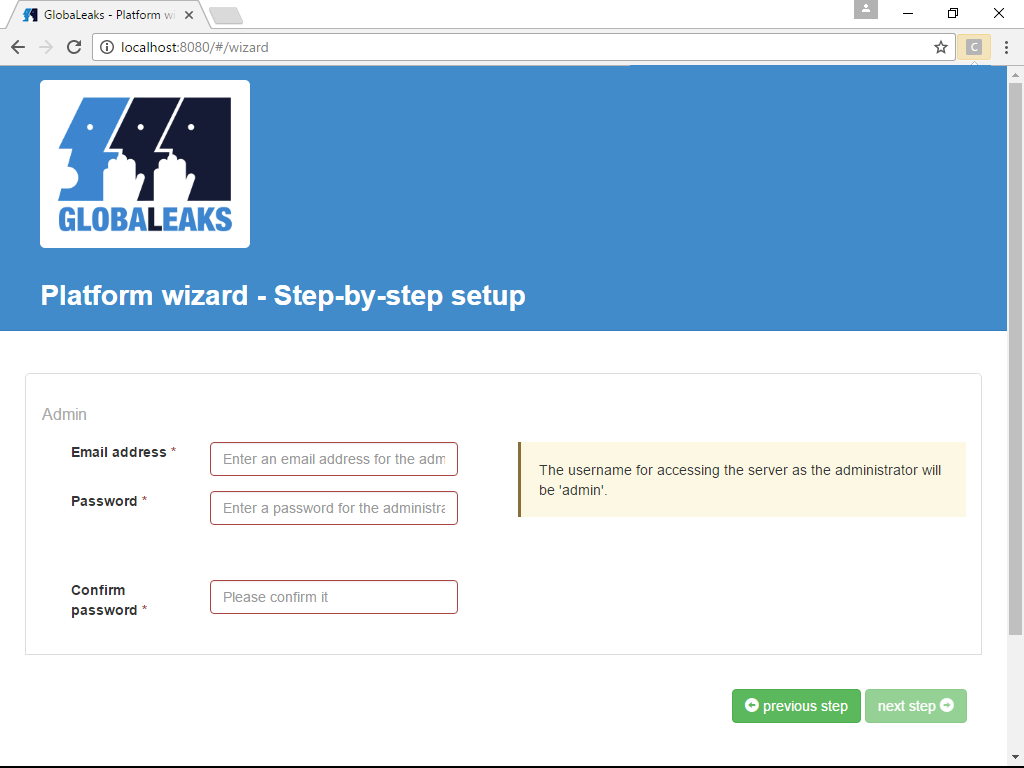 GlobaLeaks - Platform wi
localhost:8080/#/wizard
C
GLOBALEAKS
Platform wizard - Step-by-step setup
Admin
Email address *
Enter an email address for the adm
The username for accessing the server as the administrator will
be 'admin'.
Password *
Enter a password for the administra
Confirm
password *
Please confirm it
previous step
next step